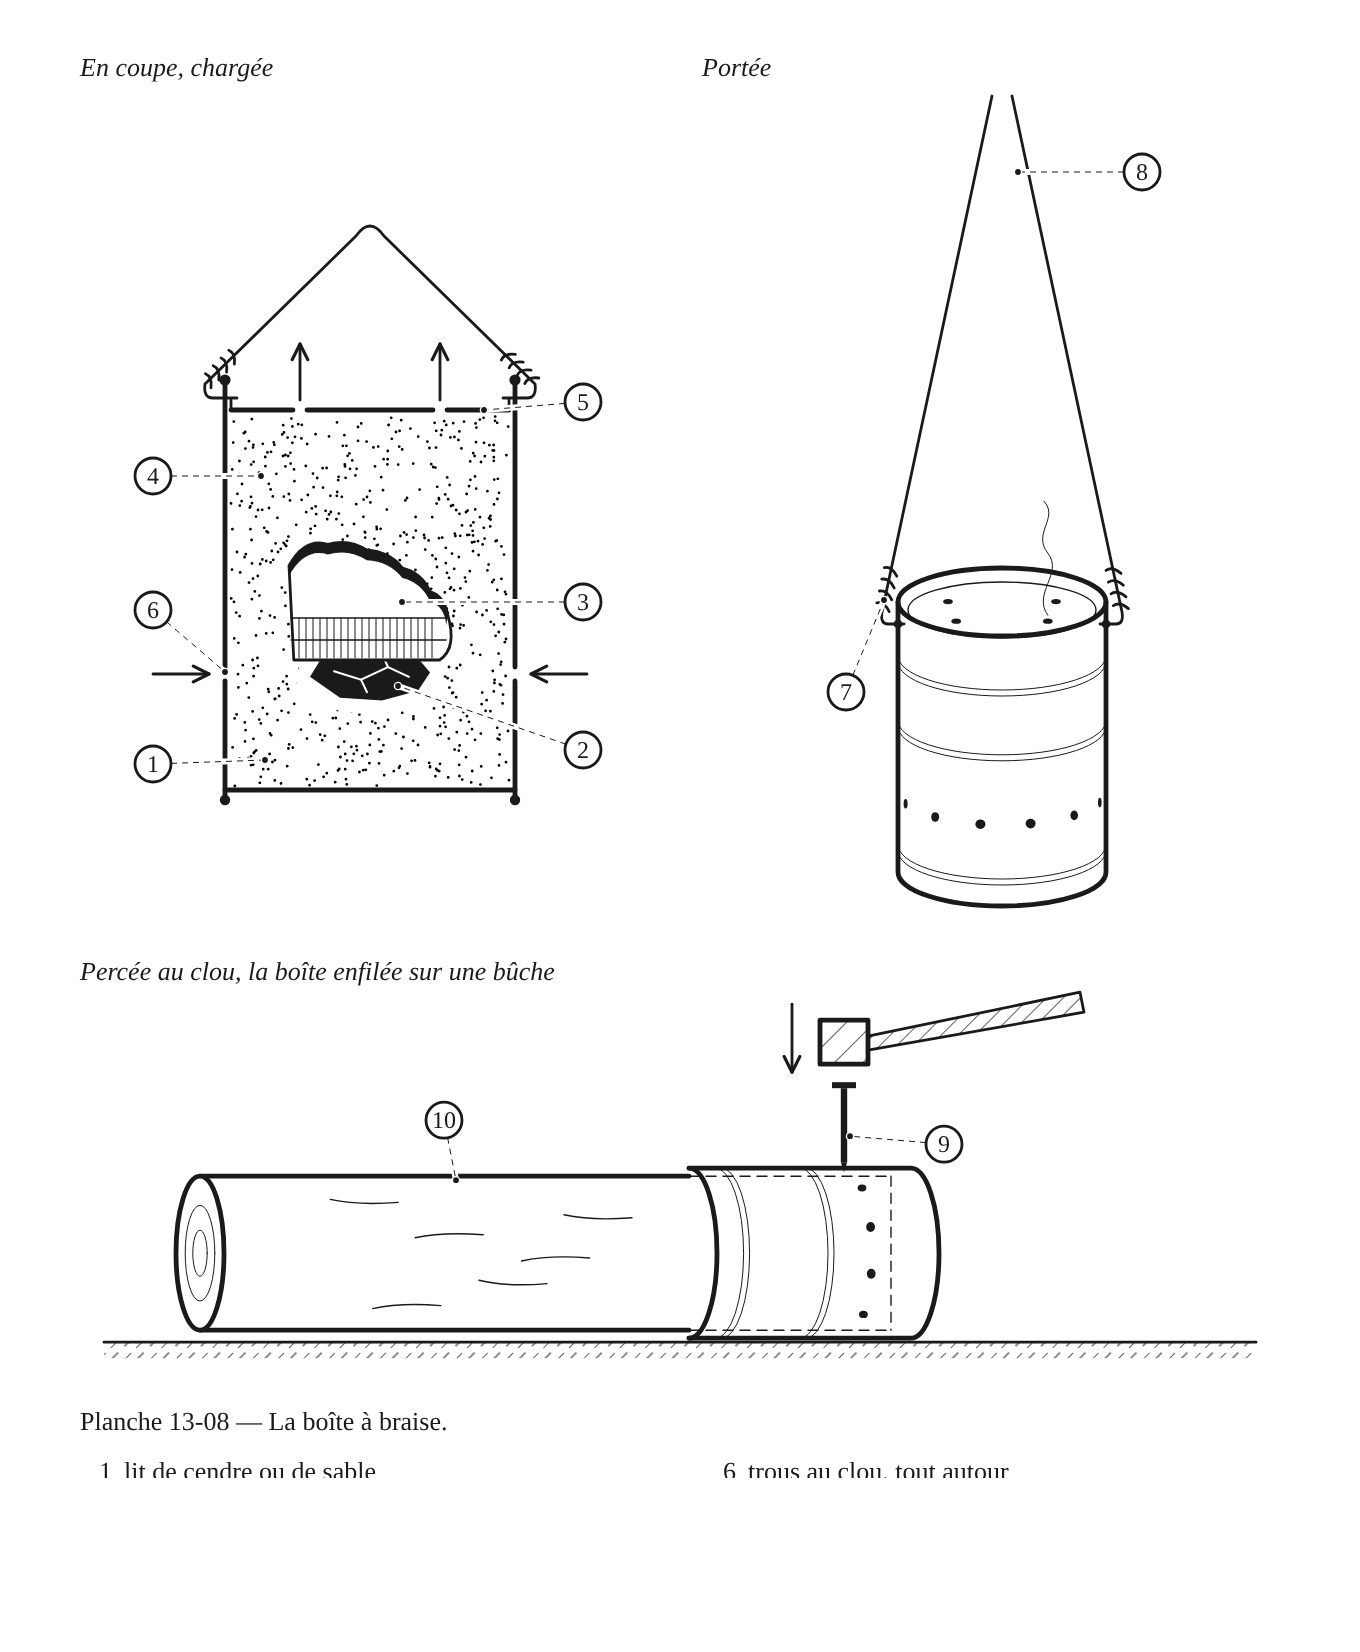 En coupe, chargée
Portée
8
5
4
6
3
7
1
2
Percée au clou, la boîte enfilée sur une bûche
10
9
Planche 13-08 — La boîte à braise.
1 lit de cendre ou de sable
6 trous au clou, tout autour